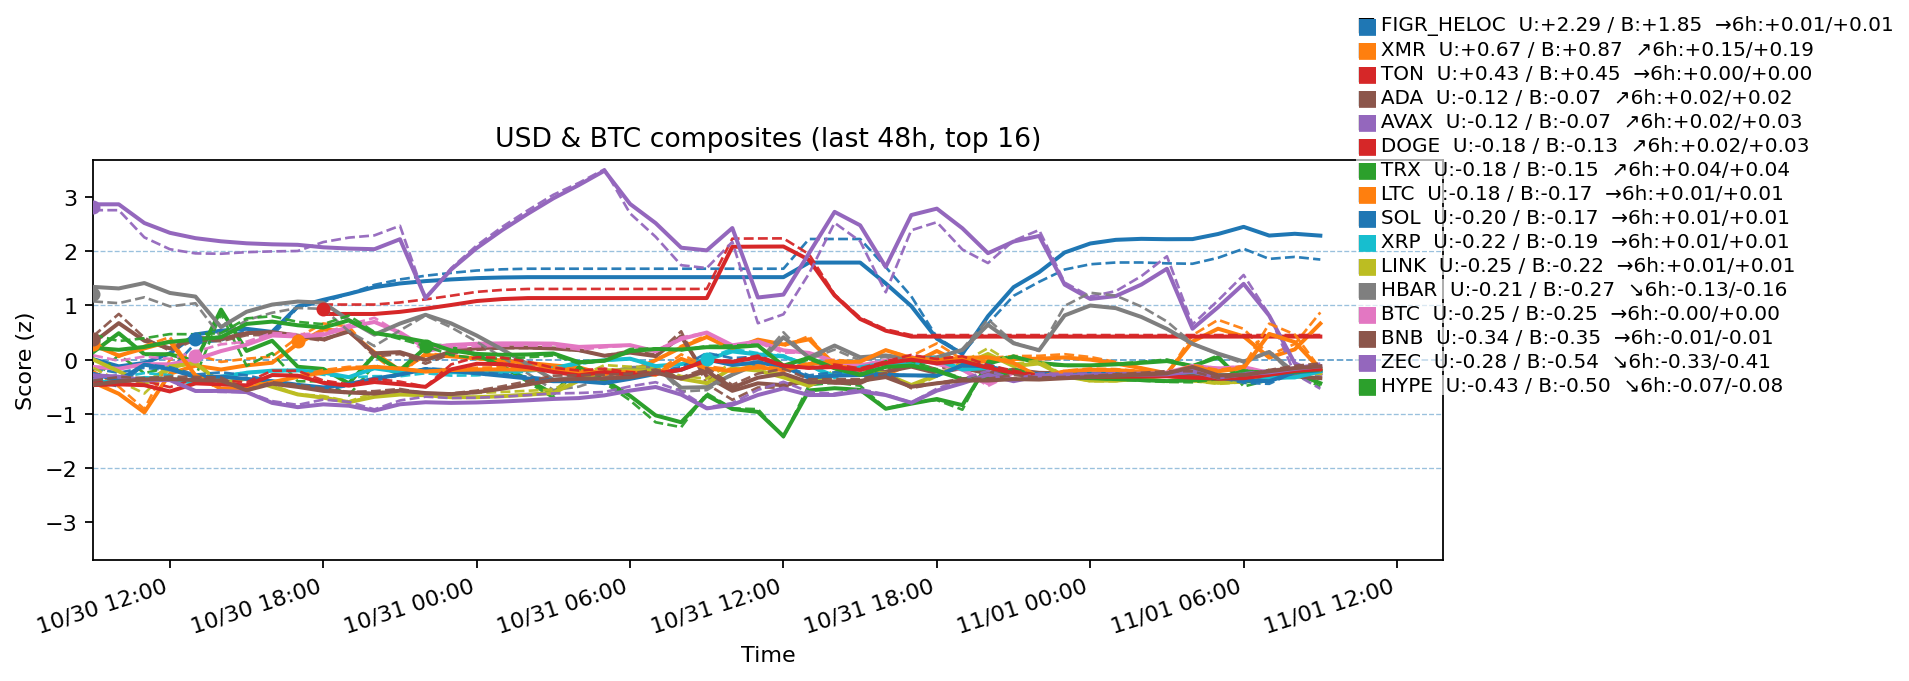 FIGR_HELOC  U:+2.29 / B:+1.85  →6h:+0.01/+0.01
XMR  U:+0.67 / B:+0.87  ↗6h:+0.15/+0.19
TON  U:+0.43 / B:+0.45  →6h:+0.00/+0.00
ADA  U:-0.12 / B:-0.07  ↗6h:+0.02/+0.02
AVAX  U:-0.12 / B:-0.07  ↗6h:+0.02/+0.03
DOGE  U:-0.18 / B:-0.13  ↗6h:+0.02/+0.03
TRX  U:-0.18 / B:-0.15  ↗6h:+0.04/+0.04
LTC  U:-0.18 / B:-0.17  →6h:+0.01/+0.01
SOL  U:-0.20 / B:-0.17  →6h:+0.01/+0.01
XRP  U:-0.22 / B:-0.19  →6h:+0.01/+0.01
LINK  U:-0.25 / B:-0.22  →6h:+0.01/+0.01
HBAR  U:-0.21 / B:-0.27  ↘6h:-0.13/-0.16
BTC  U:-0.25 / B:-0.25  →6h:-0.00/+0.00
BNB  U:-0.34 / B:-0.35  →6h:-0.01/-0.01
ZEC  U:-0.28 / B:-0.54  ↘6h:-0.33/-0.41
HYPE  U:-0.43 / B:-0.50  ↘6h:-0.07/-0.08
USD & BTC composites (last 48h, top 16)
Score (z)
3
2
1
0
−1
−2
−3
10/30 12:00
10/30 18:00
10/31 00:00
10/31 06:00
10/31 12:00
10/31 18:00
11/01 00:00
11/01 06:00
11/01 12:00
Time